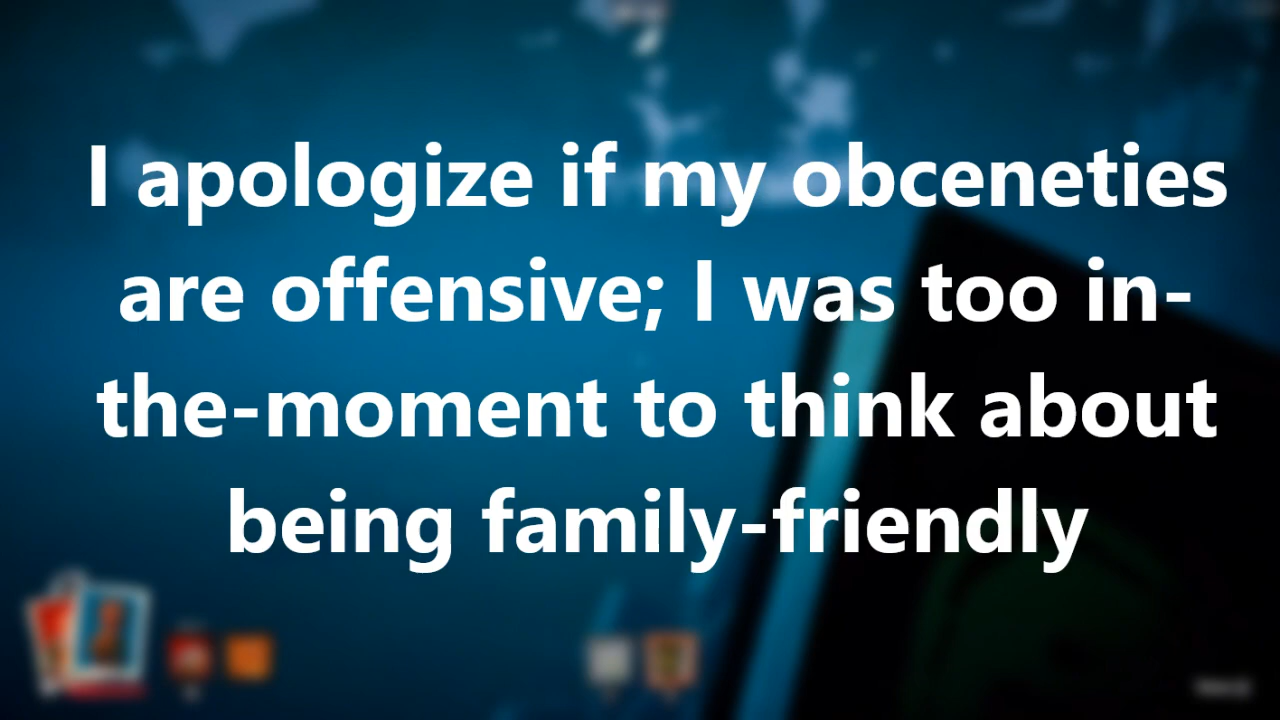 I apologize if my obceneties
are offensive; I was too in-
the-moment to think about
being family-friendly